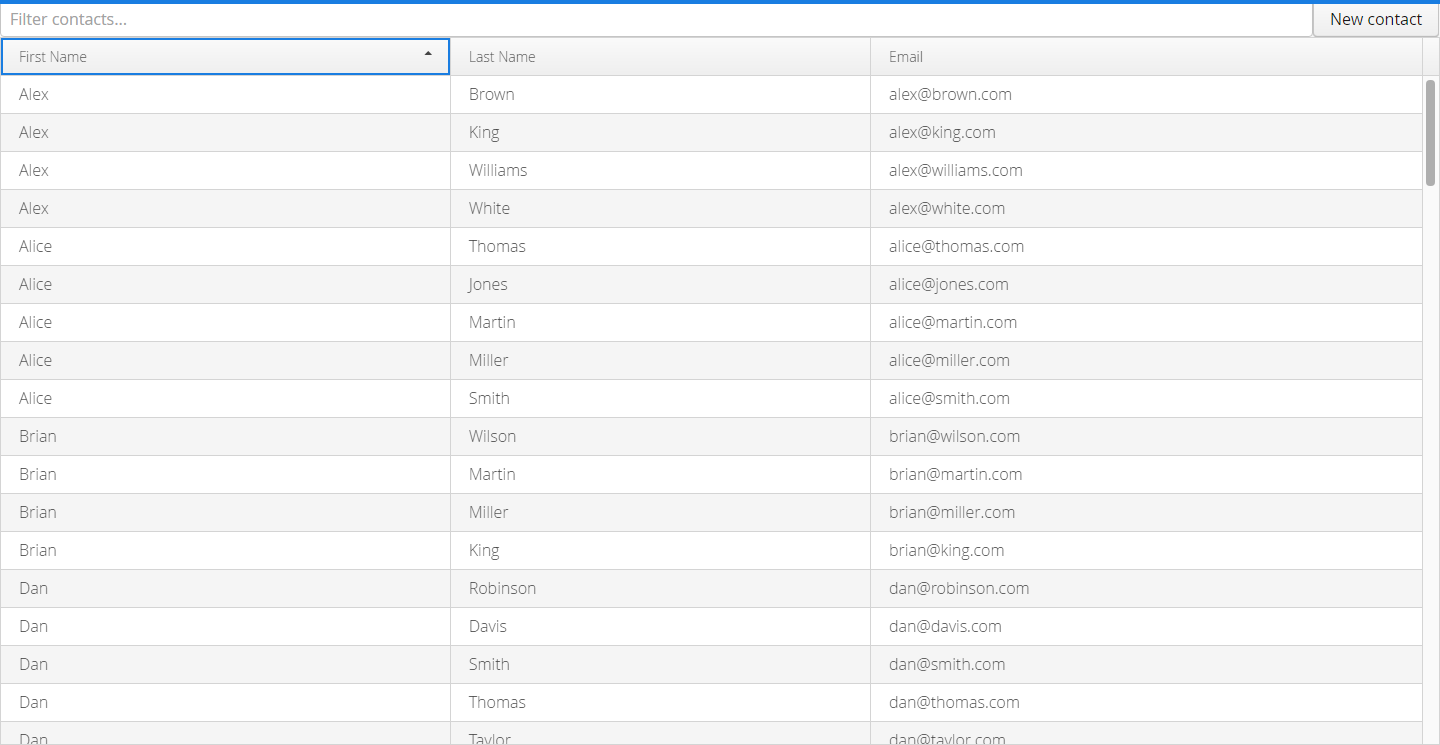 Filter contacts... New contact
First Name Last Name Email
Alex Brown alex@brown.com
Alex King alex@king.com
Alex Williams alex@williams.com
Alex White alex@white.com
Alice Thomas alice@thomas.com
Alice Jones alice@jones.com
Alice Martin alice@martin.com
Alice Miller alice@miller.com
Alice Smith alice@smith.com
Brian Wilson brian@wilson.com
Brian Martin brian@martin.com
Brian Miller brian@miller.com
Brian King brian@king.com
Dan Robinson dan@robinson.com
Dan Davis dan@davis.com
Dan Smith dan@smith.com
Dan Thomas dan@thomas.com
Dan Taylor dan@taylor.com